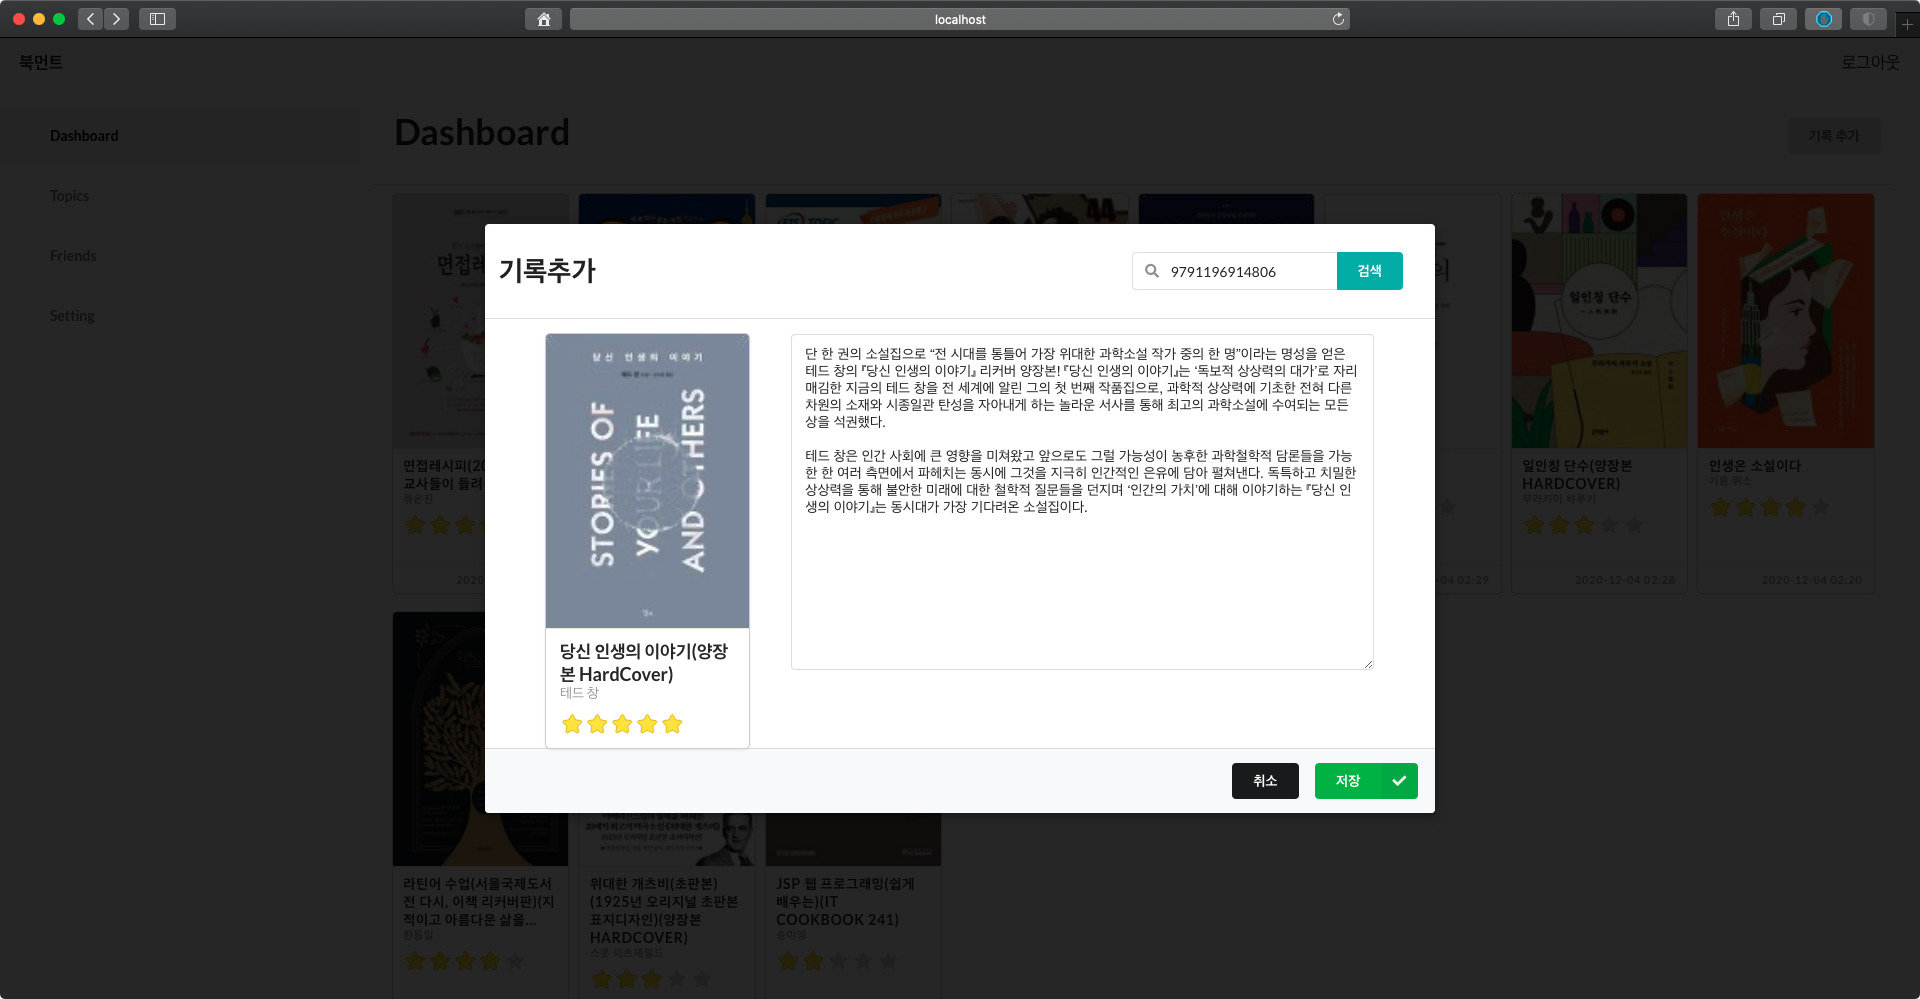 localhost
북먼트
로그아웃
Dashboard
Topics
Friends
Setting
Dashboard
기록 추가
기록추가
9791196914806
검색
당신 인생의 이야기
테드 창
STORIES OF
YOUR LIFE
AND OTHERS
당신 인생의 이야기(양장
본 HardCover)
테드 창
단 한 권의 소설집으로 “전 시대를 통틀어 가장 위대한 과학소설 작가 중의 한 명”이라는 명성을 얻은
테드 창의 『당신 인생의 이야기』 리커버 양장본! 『당신 인생의 이야기』는 ‘독보적 상상력의 대가’로 자리
매김한 지금의 테드 창을 전 세계에 알린 그의 첫 번째 작품집으로, 과학적 상상력에 기초한 전혀 다른
차원의 소재와 시종일관 탄성을 자아내게 하는 놀라운 서사를 통해 최고의 과학소설에 수여되는 모든
상을 석권했다.
테드 창은 인간 사회에 큰 영향을 미쳐왔고 앞으로도 그럴 가능성이 농후한 과학철학적 담론들을 가능
한 한 여러 측면에서 파헤치는 동시에 그것을 지극히 인간적인 은유에 담아 펼쳐낸다. 독특하고 치밀한
상상력을 통해 불안한 미래에 대한 철학적 질문들을 던지며 ‘인간의 가치’에 대해 이야기하는 『당신 인
생의 이야기』는 동시대가 가장 기다려온 소설집이다.
취소
저장
TOEIC
면접레
면접레시피(20
교사들이 들려
류은진
2020
-04 02:29
일인칭 단수
일인칭 단수(양장본
HARDCOVER)
무라카미 하루키
2020-12-04 02:28
인생은
소설이다
인생은 소설이다
기욤 뮈소
2020-12-04 02:20
라틴어 수업(서울국제도서
전 다시, 이책 리커버판)(지
적이고 아름다운 삶을...
한동일
위대한 개츠비(초판본)
(1925년 오리지널 초판본
표지디자인)(양장본
HARDCOVER)
스콧 피츠제럴드
JSP 웹 프로그래밍(쉽게
배우는)(IT
COOKBOOK 241)
송미영